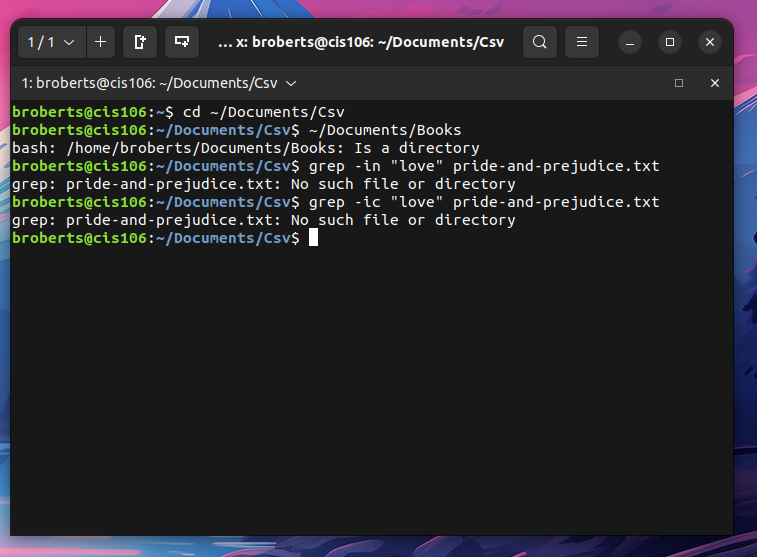 1 / 1
... x: broberts@cis106: ~/Documents/Csv
1: broberts@cis106: ~/Documents/Csv
broberts@cis106:~$ cd ~/Documents/Csv
broberts@cis106:~/Documents/Csv$ ~/Documents/Books
bash: /home/broberts/Documents/Books: Is a directory
broberts@cis106:~/Documents/Csv$ grep -in "love" pride-and-prejudice.txt
grep: pride-and-prejudice.txt: No such file or directory
broberts@cis106:~/Documents/Csv$ grep -ic "love" pride-and-prejudice.txt
grep: pride-and-prejudice.txt: No such file or directory
broberts@cis106:~/Documents/Csv$